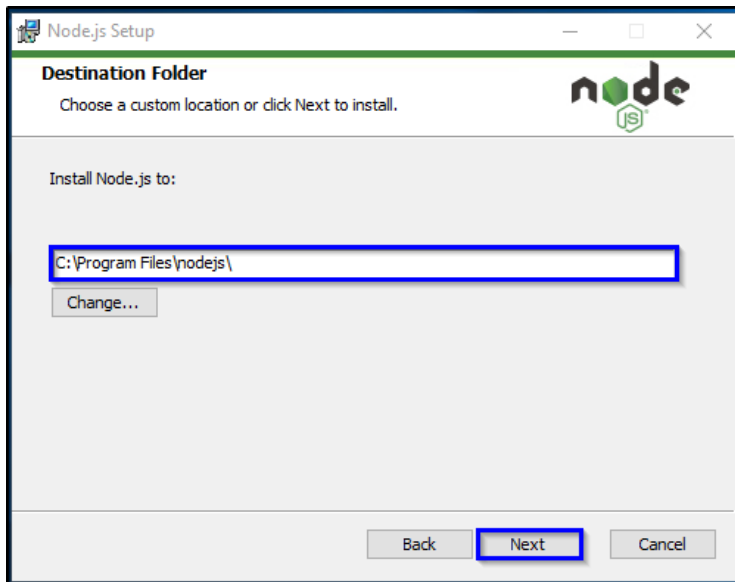 Node.js Setup
Destination Folder
Choose a custom location or click Next to install.
node
JS
Install Node.js to:
C:\Program Files\nodejs\
Change...
Back Next Cancel